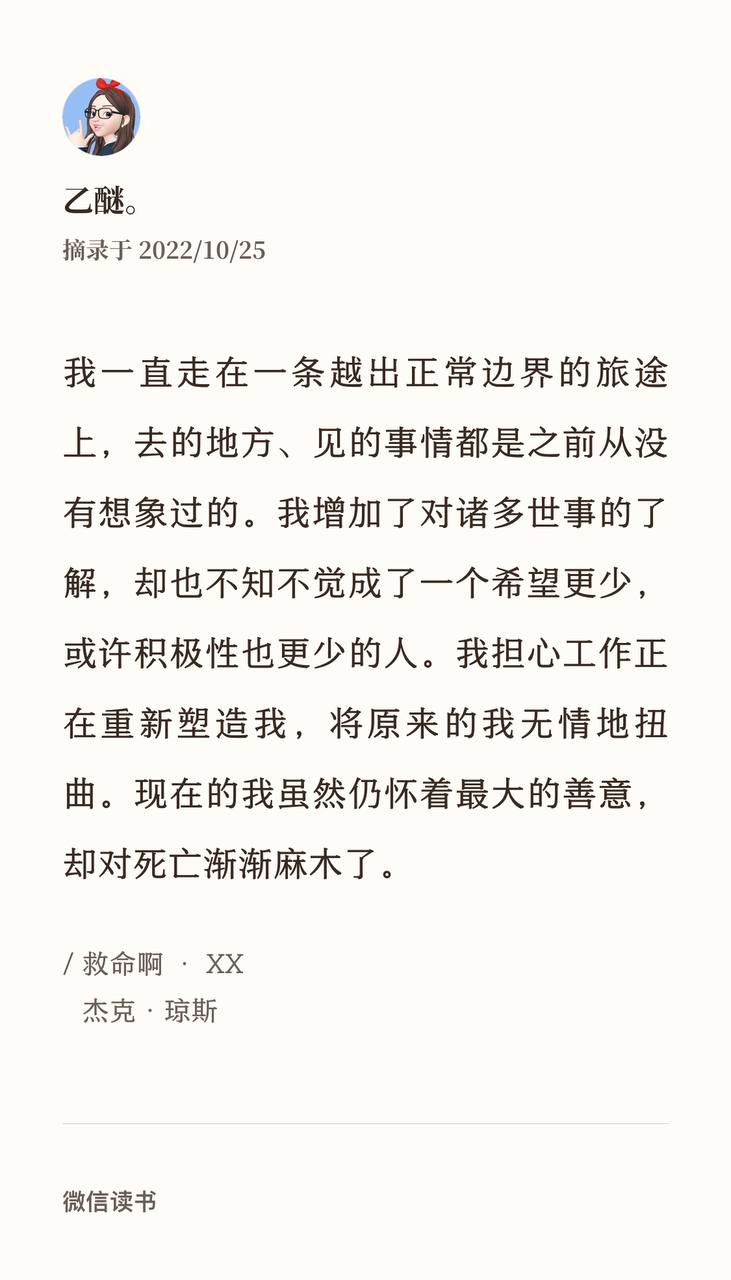 乙醚。
摘录于 2022/10/25
我一直走在一条越出正常边界的旅途
上，去的地方、见的事情都是之前从没
有想象过的。我增加了对诸多世事的了
解，却也不知不觉成了一个希望更少，
或许积极性也更少的人。我担心工作正
在重新塑造我，将原来的我无情地扭
曲。现在的我虽然仍怀着最大的善意，
却对死亡渐渐麻木了。
/ 救命啊 · XX
杰克 · 琼斯
微信读书